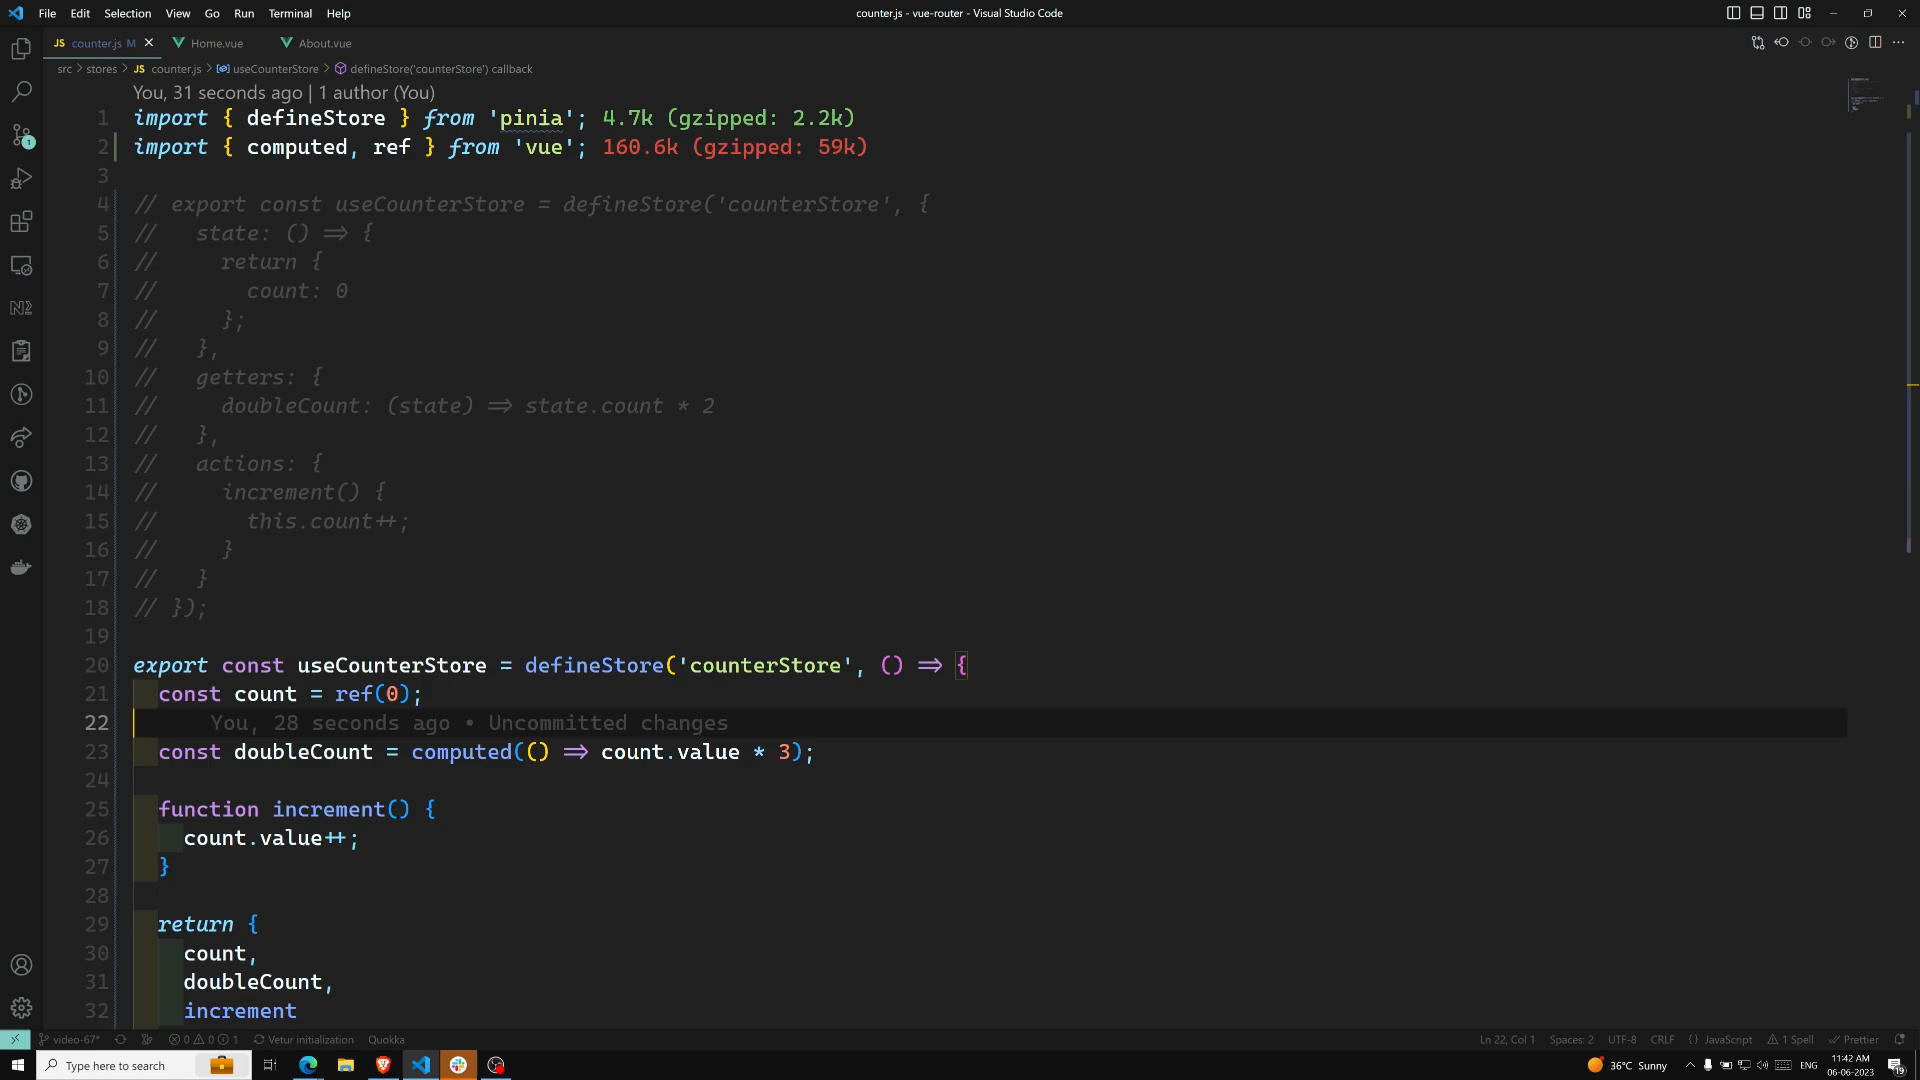 File Edit Selection View Go Run Terminal Help
counter.js - vue-router - Visual Studio Code
JS counter.js M Home.vue About.vue
src > stores > JS counter.js > useCounterStore > defineStore('counterStore') callback
You, 31 seconds ago | 1 author (You)
1 import { defineStore } from 'pinia'; 4.7k (gzipped: 2.2k)
2 import { computed, ref } from 'vue'; 160.6k (gzipped: 59k)
3
4 // export const useCounterStore = defineStore('counterStore', {
5 //   state: () => {
6 //     return {
7 //       count: 0
8 //     };
9 //   },
10 //   getters: {
11 //     doubleCount: (state) => state.count * 2
12 //   },
13 //   actions: {
14 //     increment() {
15 //       this.count++;
16 //     }
17 //   }
18 // });
19
20 export const useCounterStore = defineStore('counterStore', () => {
21   const count = ref(0);
22 You, 28 seconds ago • Uncommitted changes
23   const doubleCount = computed(() => count.value * 3);
24
25   function increment() {
26     count.value++;
27   }
28
29   return {
30     count,
31     doubleCount,
32     increment
video-67* 0 0 1 Vetur initialization Quokka
Ln 22, Col 1 Spaces: 2 UTF-8 CRLF {} JavaScript 1 Spell Prettier
Type here to search
36°C Sunny ENG 11:42 AM
06-06-2023
19